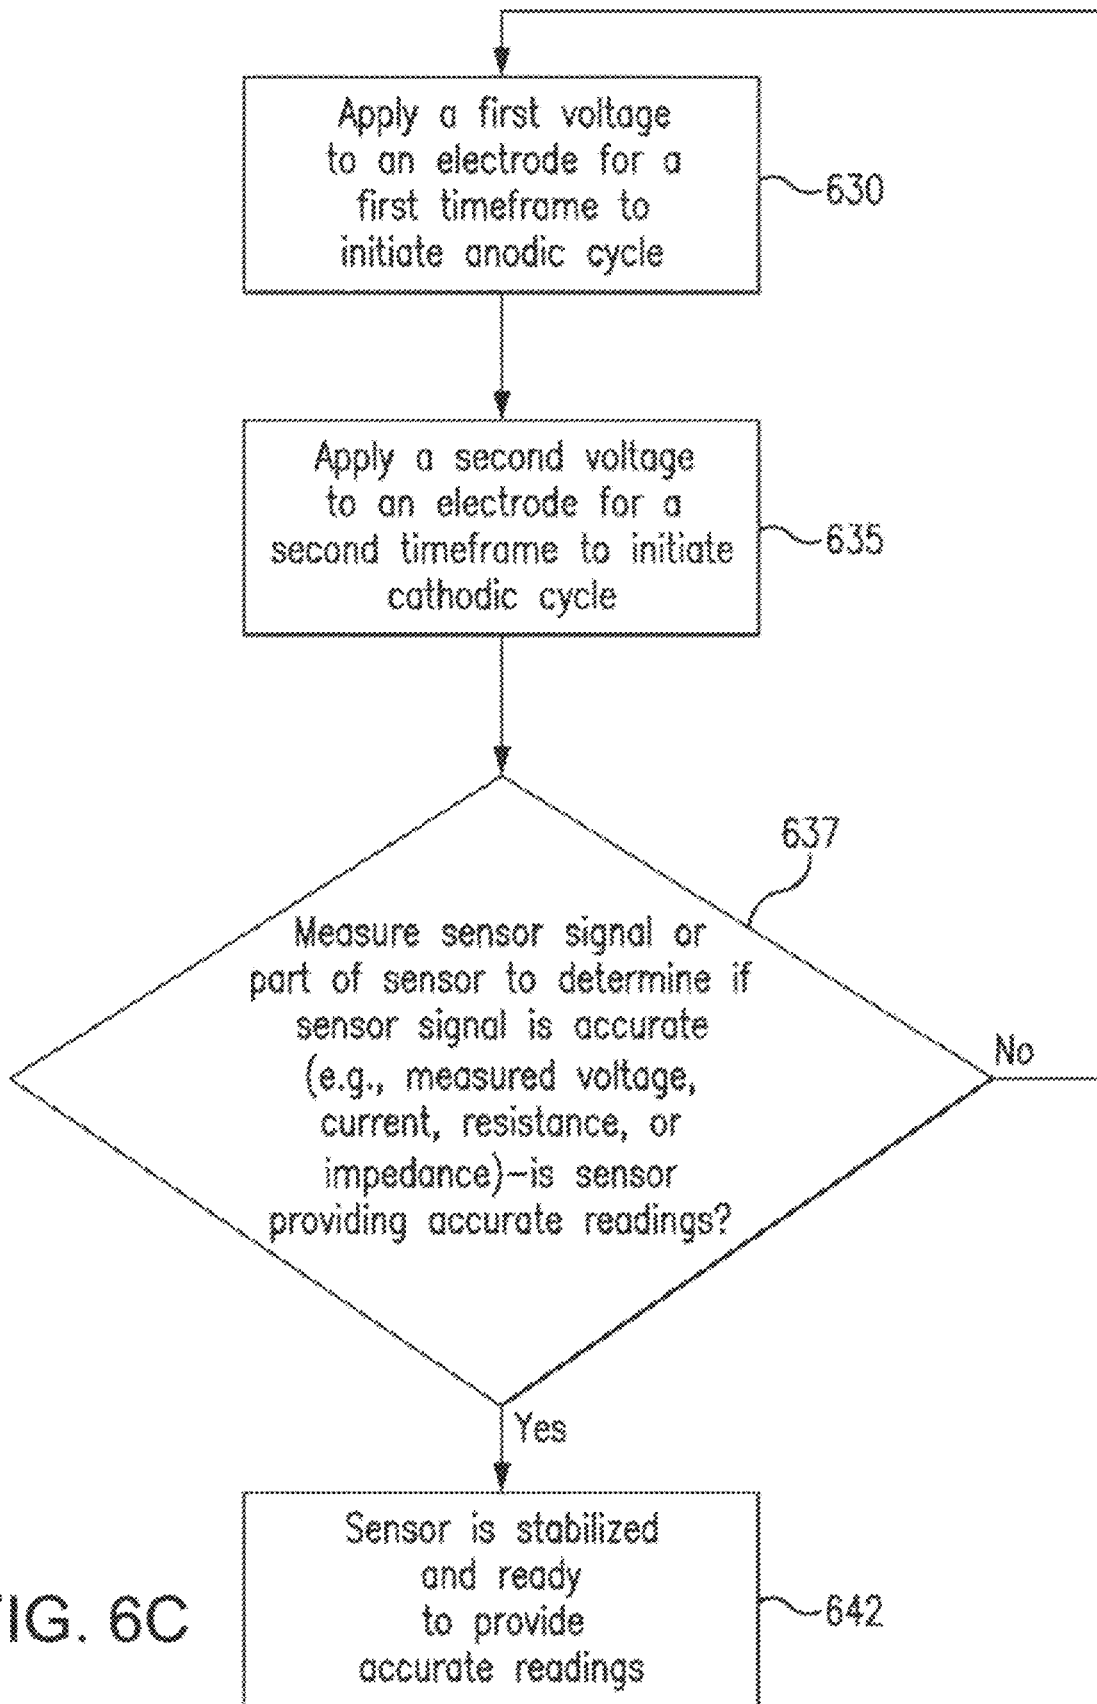 Apply a first voltage
to an electrode for a
first timeframe to
initiate anodic cycle
630
Apply a second voltage
to an electrode for a
second timeframe to initiate
cathodic cycle
635
637
Measure sensor signal or
part of sensor to determine if
sensor signal is accurate
(e.g., measured voltage,
current, resistance, or
impedance)-is sensor
providing accurate readings?
No
Yes
Sensor is stabilized
and ready
to provide
accurate readings
642
FIG. 6C